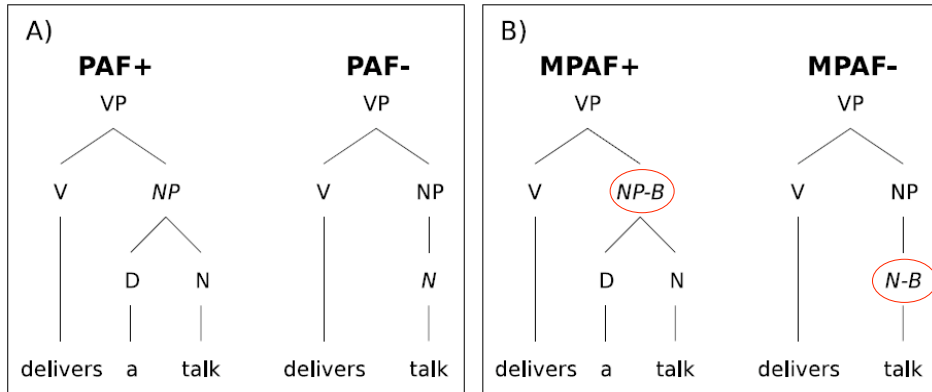 A)
PAF+ PAF-
VP VP
V NP V NP
D N N
delivers a talk delivers talk
B)
MPAF+ MPAF-
VP VP
V NP-B V NP
D N N-B
delivers a talk delivers talk